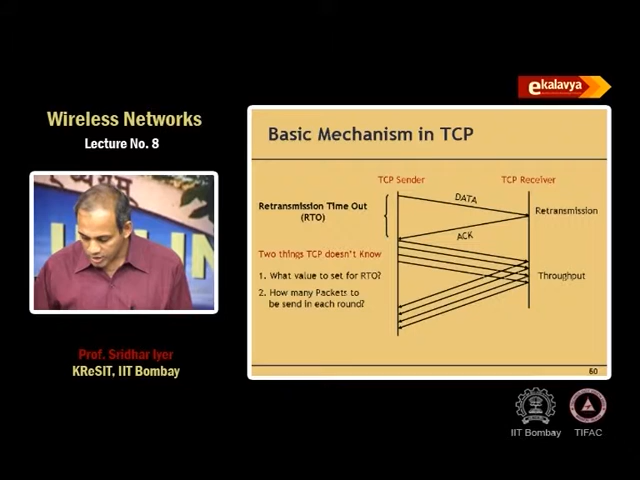 ekalavya
Wireless Networks
Lecture No. 8
Basic Mechanism in TCP
TCP Sender
TCP Receiver
DATA
Retransmission Time Out
(RTO)
Retransmission
ACK
Two things TCP doesn't Know
1. What value to set for RTO?
Throughput
2. How many Packets to
be send in each round?
Prof. Sridhar Iyer
KReSIT, IIT Bombay
60
IIT Bombay
TIFAC